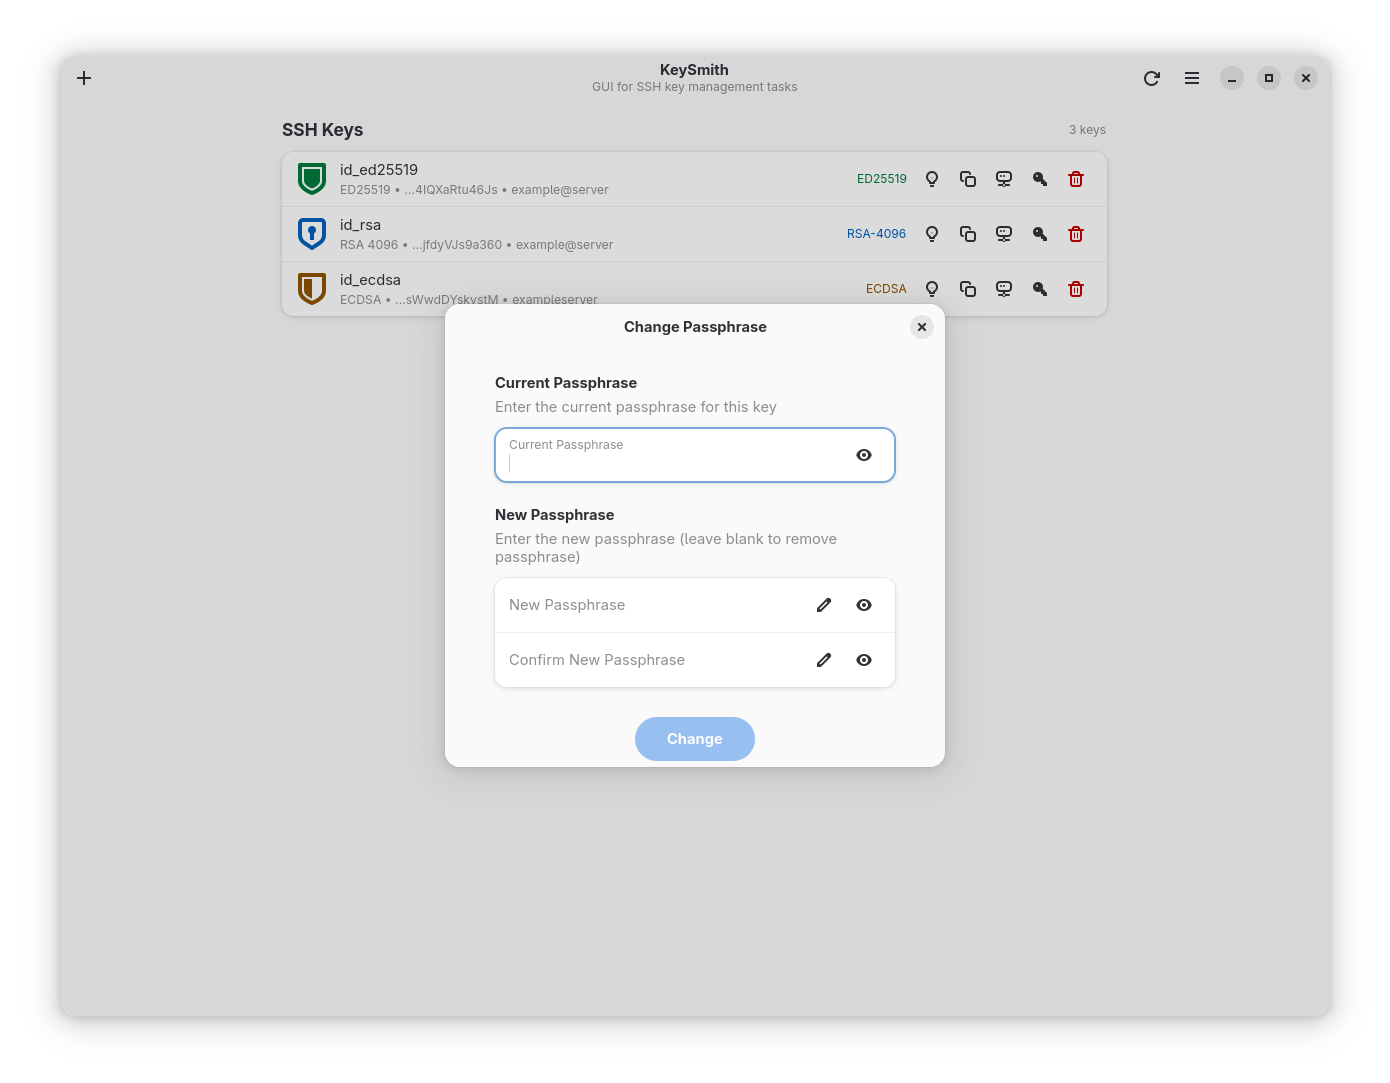 KeySmith
GUI for SSH key management tasks
SSH Keys
3 keys
id_ed25519
ED25519 • ...4IQXaRtu46Js • example@server
ED25519
id_rsa
RSA 4096 • ...jfdyVJs9a360 • example@server
RSA-4096
id_ecdsa
ECDSA • ...sWwdDYskvstM • exampleserver
ECDSA
Change Passphrase
Current Passphrase
Enter the current passphrase for this key
Current Passphrase
New Passphrase
Enter the new passphrase (leave blank to remove
passphrase)
New Passphrase
Confirm New Passphrase
Change